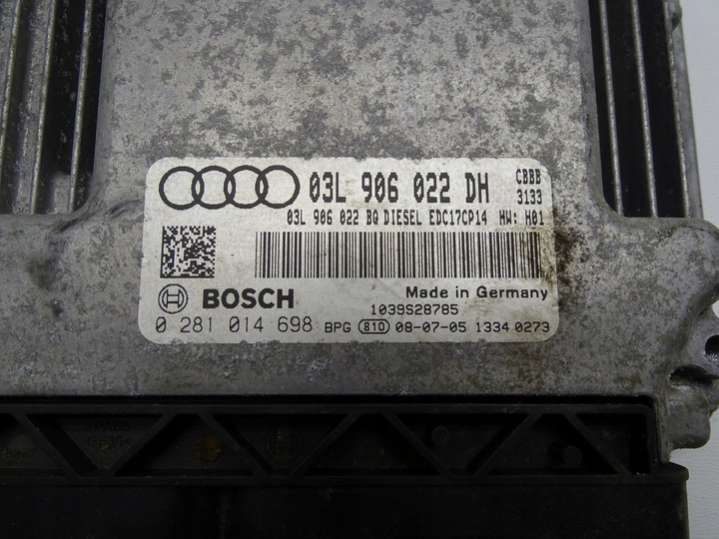 03L 906 022 DH CBBB
3133
03L 906 022 BQ DIESEL EDC17CP14 HW: H01
BOSCH Made in Germany
1039S28785
0 281 014 698 BPG 810 08-07-05 1334 0273